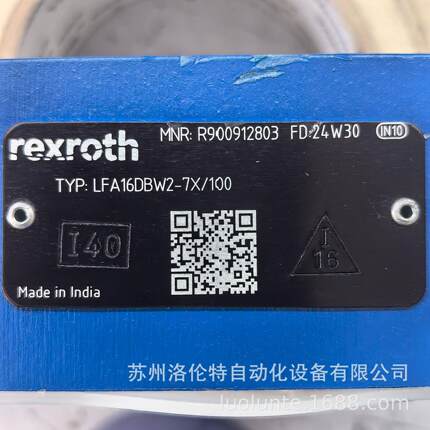 rexroth
MNR: R900912803 FD:24W30 IN10
TYP: LFA16DBW2-7X/100
I40
I
16
Made in India
苏州洛伦特自动化设备有限公司
luolunte.1688.com